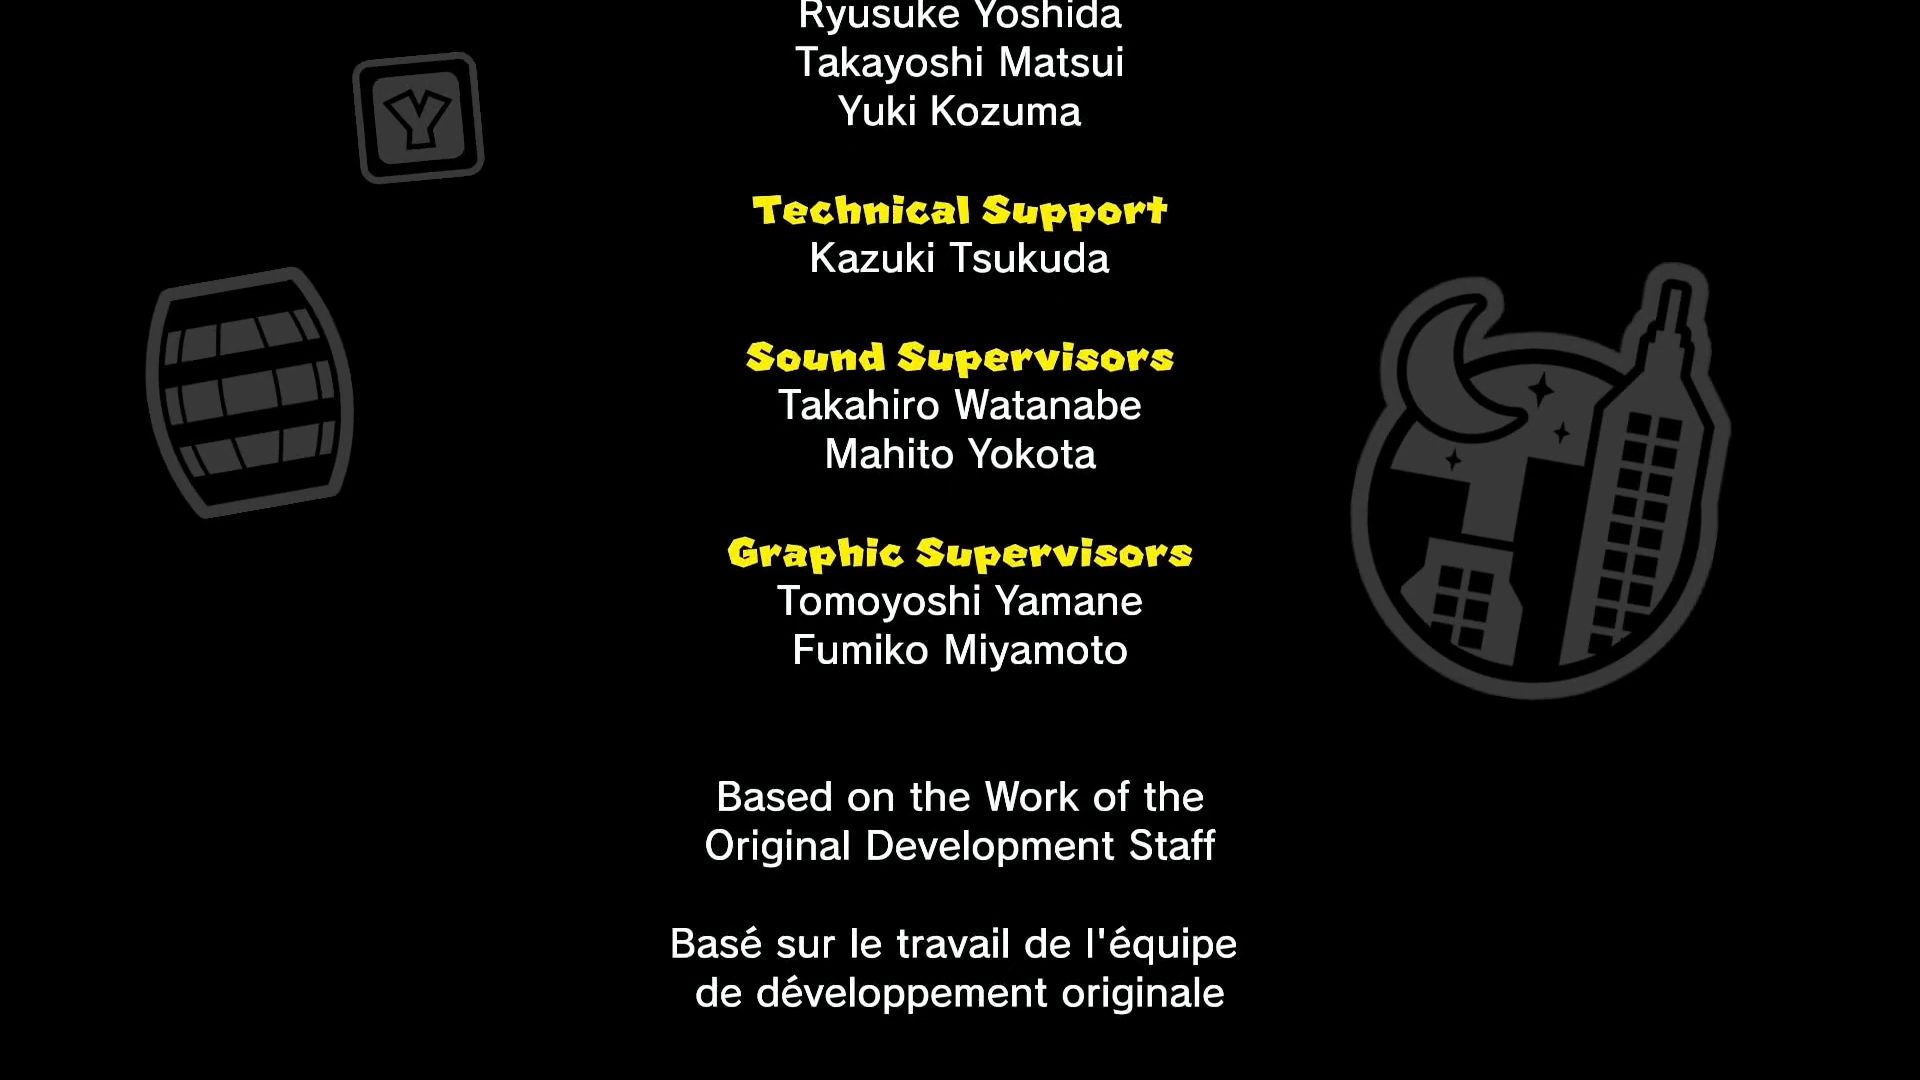 Ryusuke Yoshida
Takayoshi Matsui
Yuki Kozuma
Y
Technical Support
Kazuki Tsukuda
Sound Supervisors
Takahiro Watanabe
Mahito Yokota
Graphic Supervisors
Tomoyoshi Yamane
Fumiko Miyamoto
Based on the Work of the
Original Development Staff
Basé sur le travail de l'équipe
de développement originale